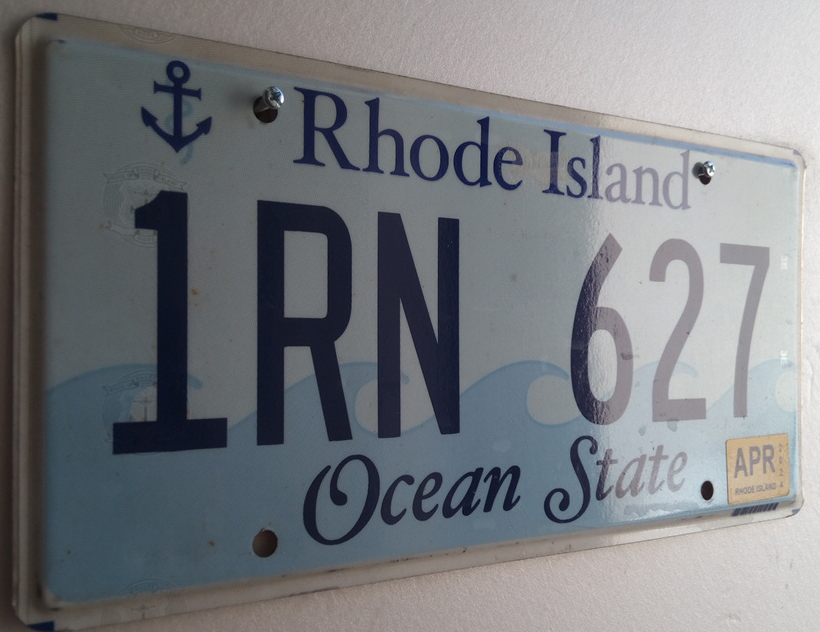 Rhode Island
1RN 627
Ocean State
APR
RHODE ISLAND